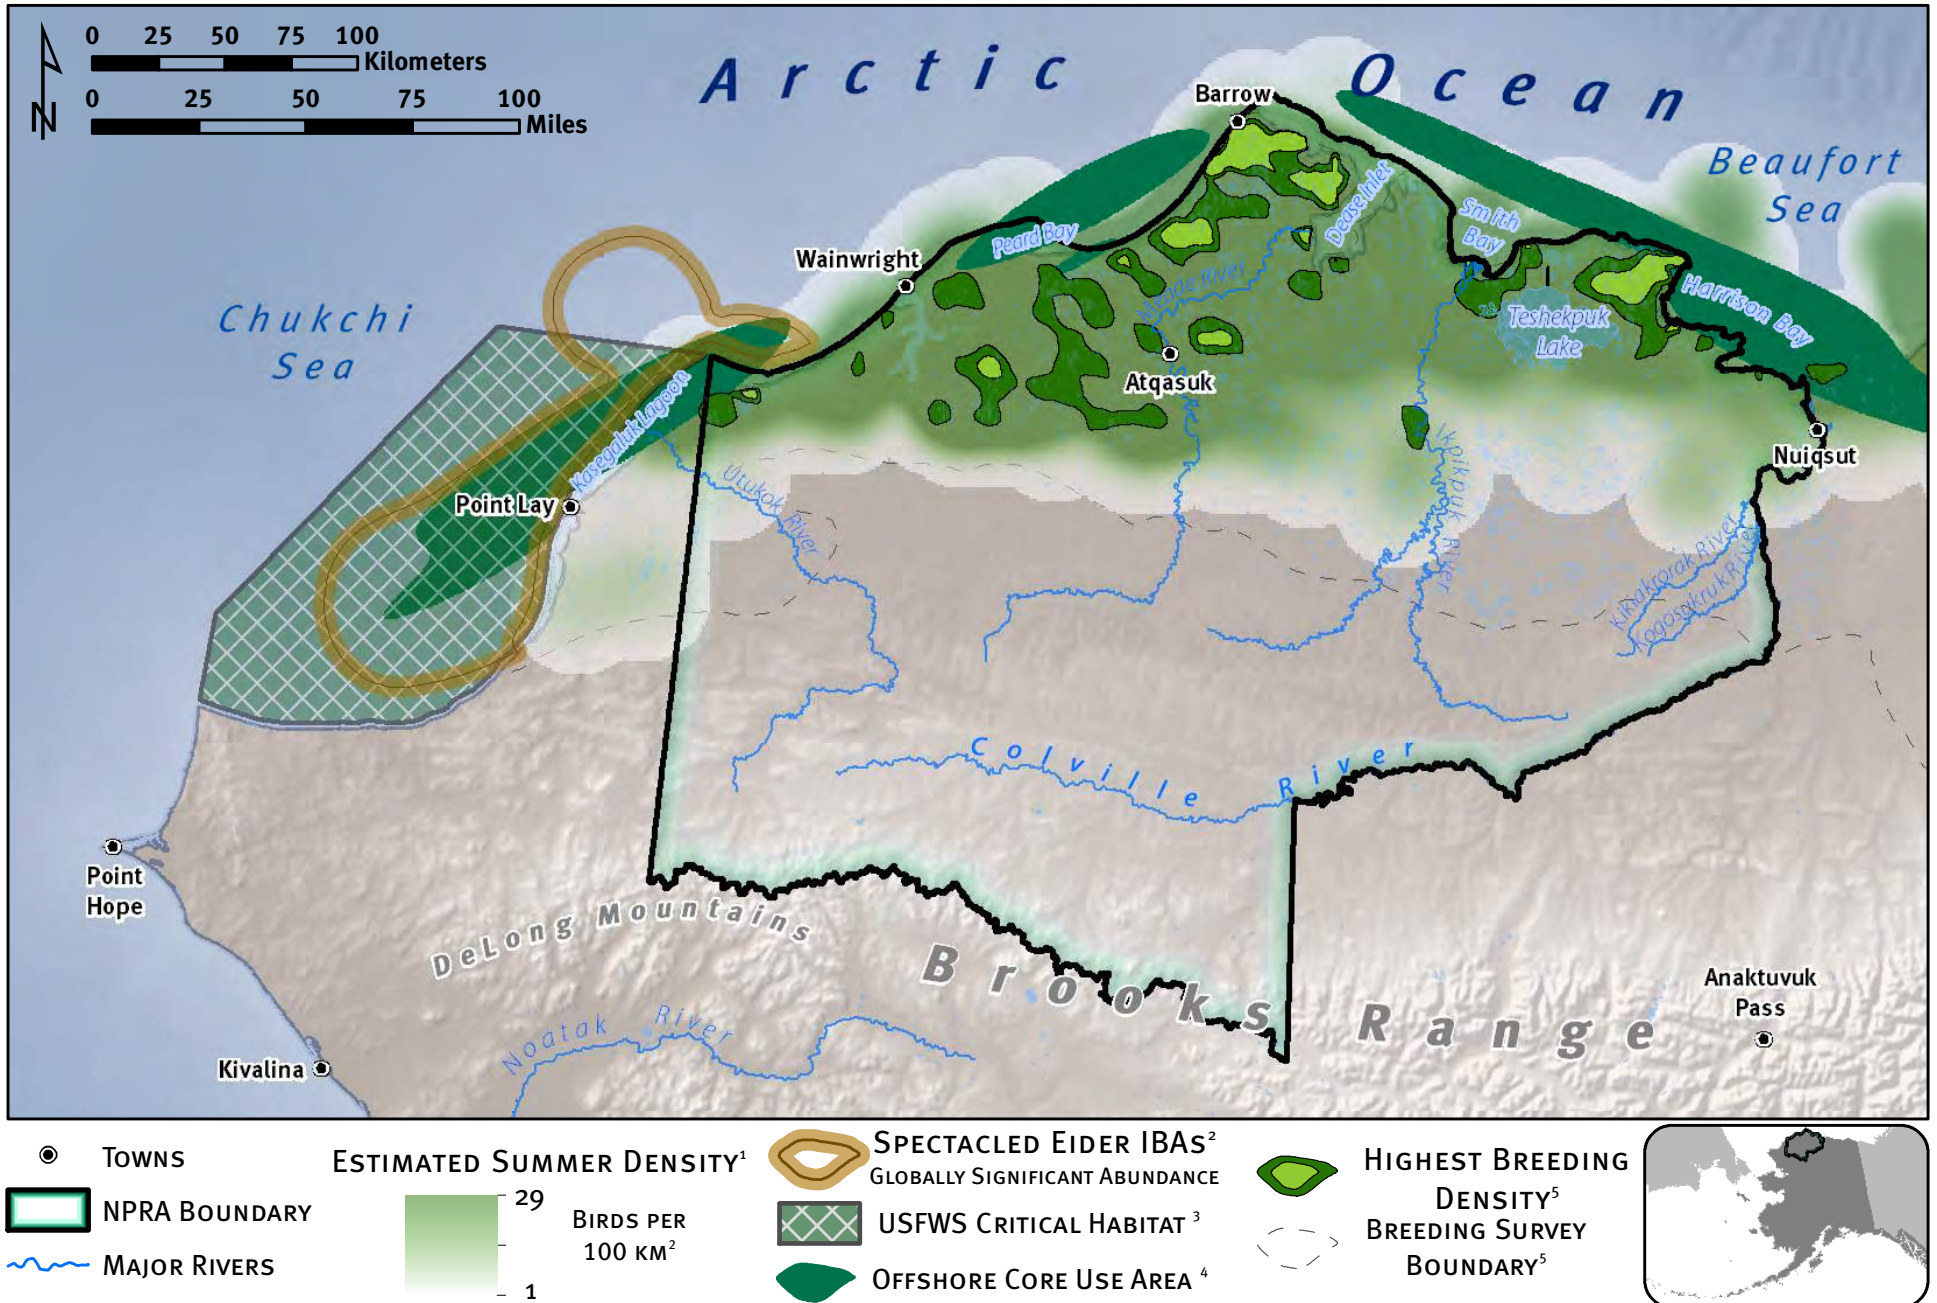 0 25 50 75 100
Kilometers
0 25 50 75 100
Miles
N
Arctic Ocean
Barrow
Beaufort
Sea
Dease Inlet
Smith
Bay
Peard Bay
Wainwright
Chukchi
Sea
Meade River
Teshekpuk
Lake
Harrison Bay
Atqasuk
Kasegaluk Lagoon
Point Lay
Utukok River
Ikpikpuk River
Nuiqsut
Kikiakrorak River
Kogosukruk River
Colville River
Point
Hope
DeLong Mountains
Brooks Range
Anaktuvuk
Pass
Noatak River
Kivalina
TOWNS
NPRA BOUNDARY
MAJOR RIVERS
ESTIMATED SUMMER DENSITY¹
29
BIRDS PER
100 KM²
1
SPECTACLED EIDER IBAS²
GLOBALLY SIGNIFICANT ABUNDANCE
USFWS CRITICAL HABITAT ³
OFFSHORE CORE USE AREA ⁴
HIGHEST BREEDING
DENSITY⁵
BREEDING SURVEY
BOUNDARY⁵